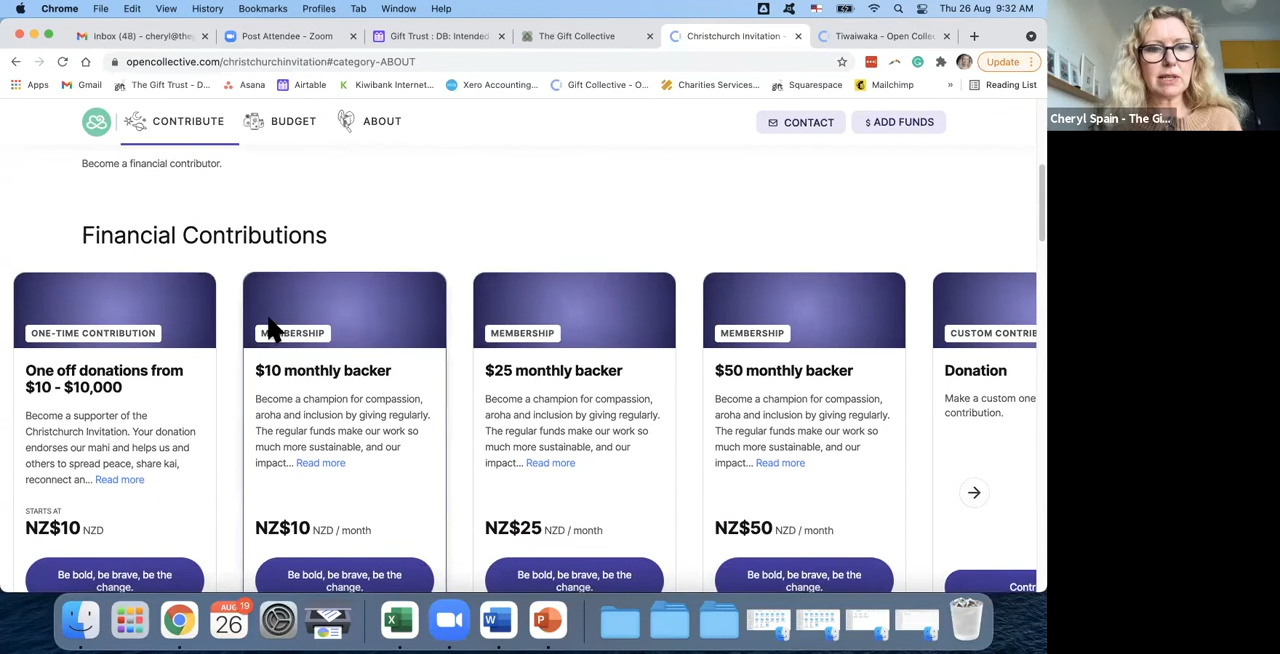 Chrome File Edit View History Bookmarks Profiles Tab Window Help Thu 26 Aug 9:32 AM
Inbox (48) - cheryl@the Post Attendee - Zoom Gift Trust : DB: Intended The Gift Collective Christchurch Invitation - Tiwaiwaka - Open Collec
opencollective.com/christchurchinvitation#category-ABOUT Update
Apps Gmail The Gift Trust - D... Asana Airtable Kiwibank Internet... Xero Accounting... Gift Collective - O... Charities Services... Squarespace Mailchimp » Reading List
CONTRIBUTE BUDGET ABOUT CONTACT $ ADD FUNDS
Cheryl Spain - The Gi...
Become a financial contributor.
Financial Contributions
ONE-TIME CONTRIBUTION
One off donations from
$10 - $10,000
Become a supporter of the
Christchurch Invitation. Your donation
endorses our mahi and helps us and
others to spread peace, share kai,
reconnect an... Read more
STARTS AT
NZ$10 NZD
Be bold, be brave, be the
change.
MEMBERSHIP
$10 monthly backer
Become a champion for compassion,
aroha and inclusion by giving regularly.
The regular funds make our work so
much more sustainable, and our
impact... Read more
NZ$10 NZD / month
Be bold, be brave, be the
change.
MEMBERSHIP
$25 monthly backer
Become a champion for compassion,
aroha and inclusion by giving regularly.
The regular funds make our work so
much more sustainable, and our
impact... Read more
NZ$25 NZD / month
Be bold, be brave, be the
change.
MEMBERSHIP
$50 monthly backer
Become a champion for compassion,
aroha and inclusion by giving regularly.
The regular funds make our work so
much more sustainable, and our
impact... Read more
NZ$50 NZD / month
Be bold, be brave, be the
change.
CUSTOM CONTRIB
Donation
Make a custom one
contribution.
Contr
AUG 19
26